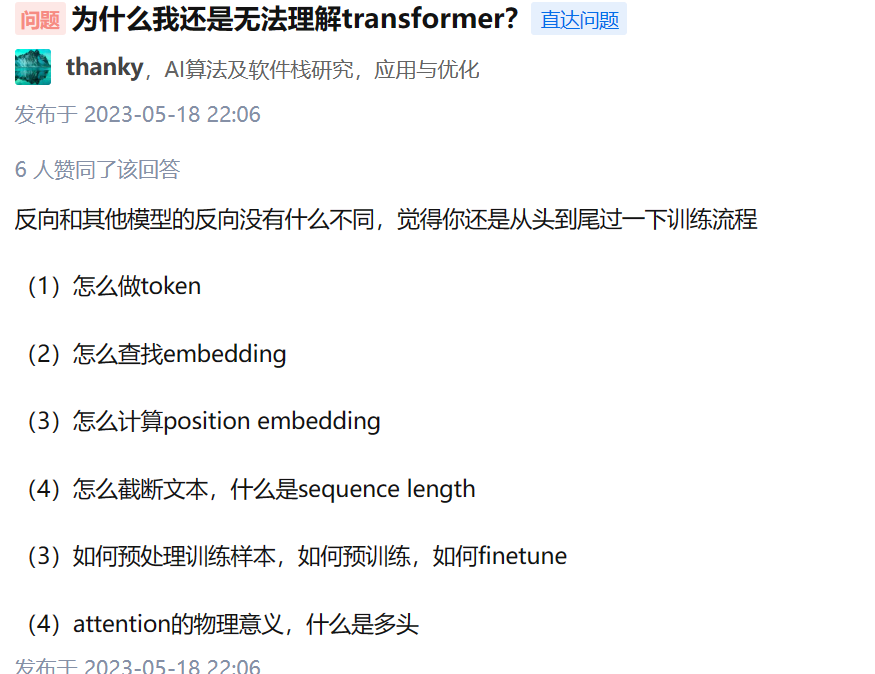 问题 为什么我还是无法理解transformer？ 直达问题
thanky，AI算法及软件栈研究，应用与优化
发布于 2023-05-18 22:06
6 人赞同了该回答
反向和其他模型的反向没有什么不同，觉得你还是从头到尾过一下训练流程
（1）怎么做token
（2）怎么查找embedding
（3）怎么计算position embedding
（4）怎么截断文本，什么是sequence length
（3）如何预处理训练样本，如何预训练，如何finetune
（4）attention的物理意义，什么是多头
发布于 2023-05-18 22:06